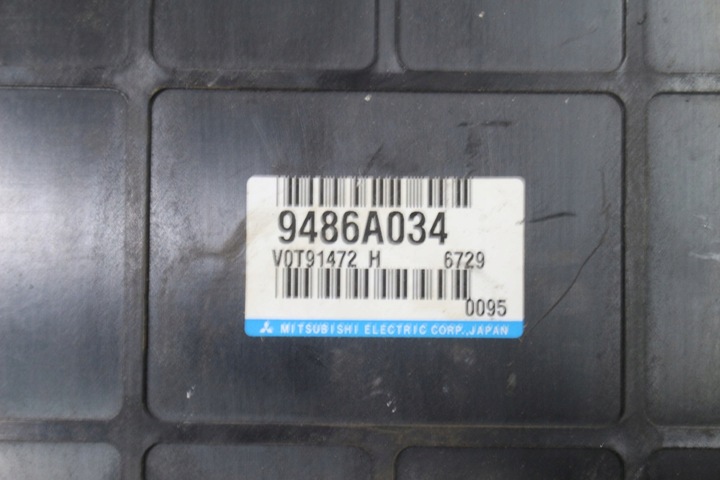 9486A034
V0T91472 H 6729
0095
MITSUBISHI ELECTRIC CORP.,JAPAN